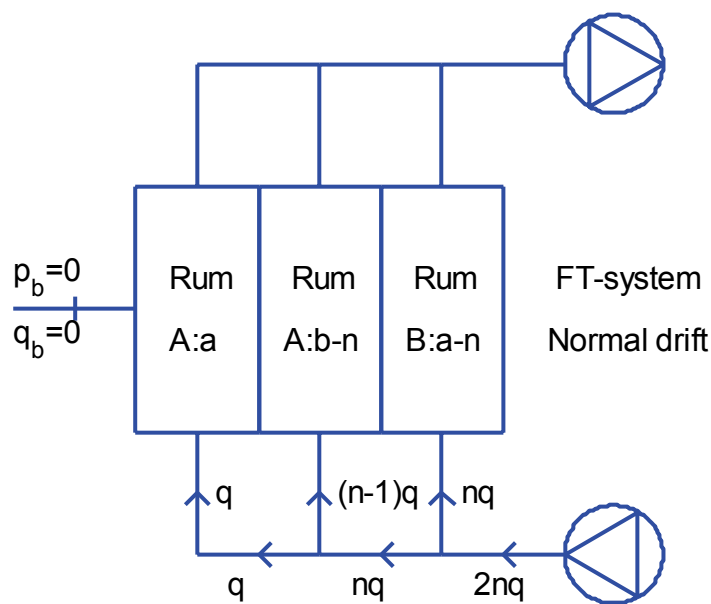 p_b=0
q_b=0
Rum
A:a
Rum
A:b-n
Rum
B:a-n
FT-system
Normal drift
q
(n-1)q
nq
q
nq
2nq